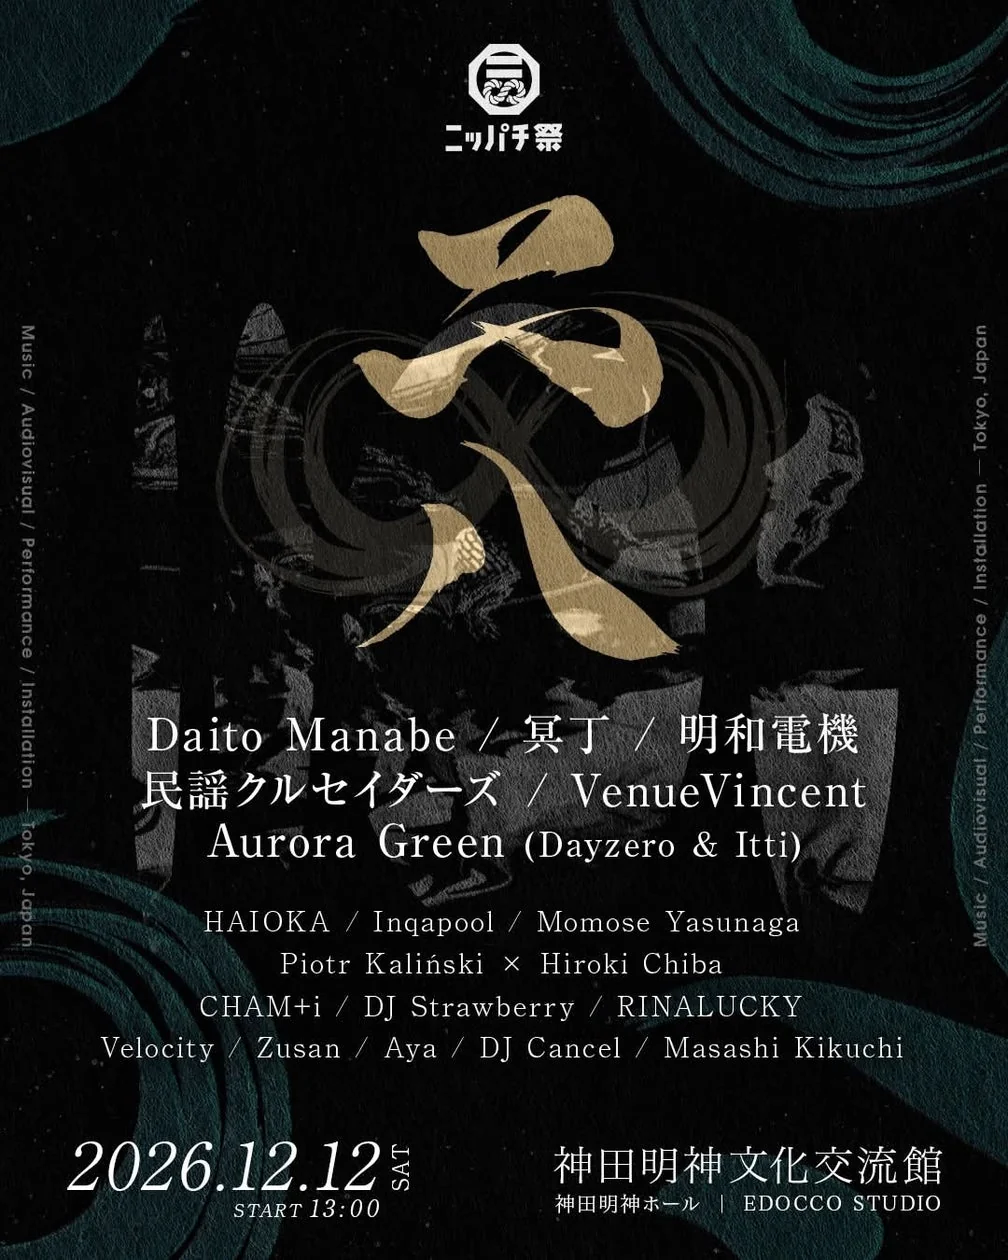 ニッパチ祭
二八
Daito Manabe / 冥丁 / 明和電機
民謡クルセイダーズ / VenueVincent
Aurora Green (Dayzero & Itti)
HAIOKA / Inqapool / Momose Yasunaga
Piotr Kaliński × Hiroki Chiba
CHAM+i / DJ Strawberry / RINALUCKY
Velocity / Zusan / Aya / DJ Cancel / Masashi Kikuchi
2026.12.12 SAT
START 13:00
神田明神文化交流館
神田明神ホール | EDOCCO STUDIO
Music / Audiovisual / Performance / Installation — Tokyo, Japan
Music / Audiovisual / Performance / Installation — Tokyo, Japan